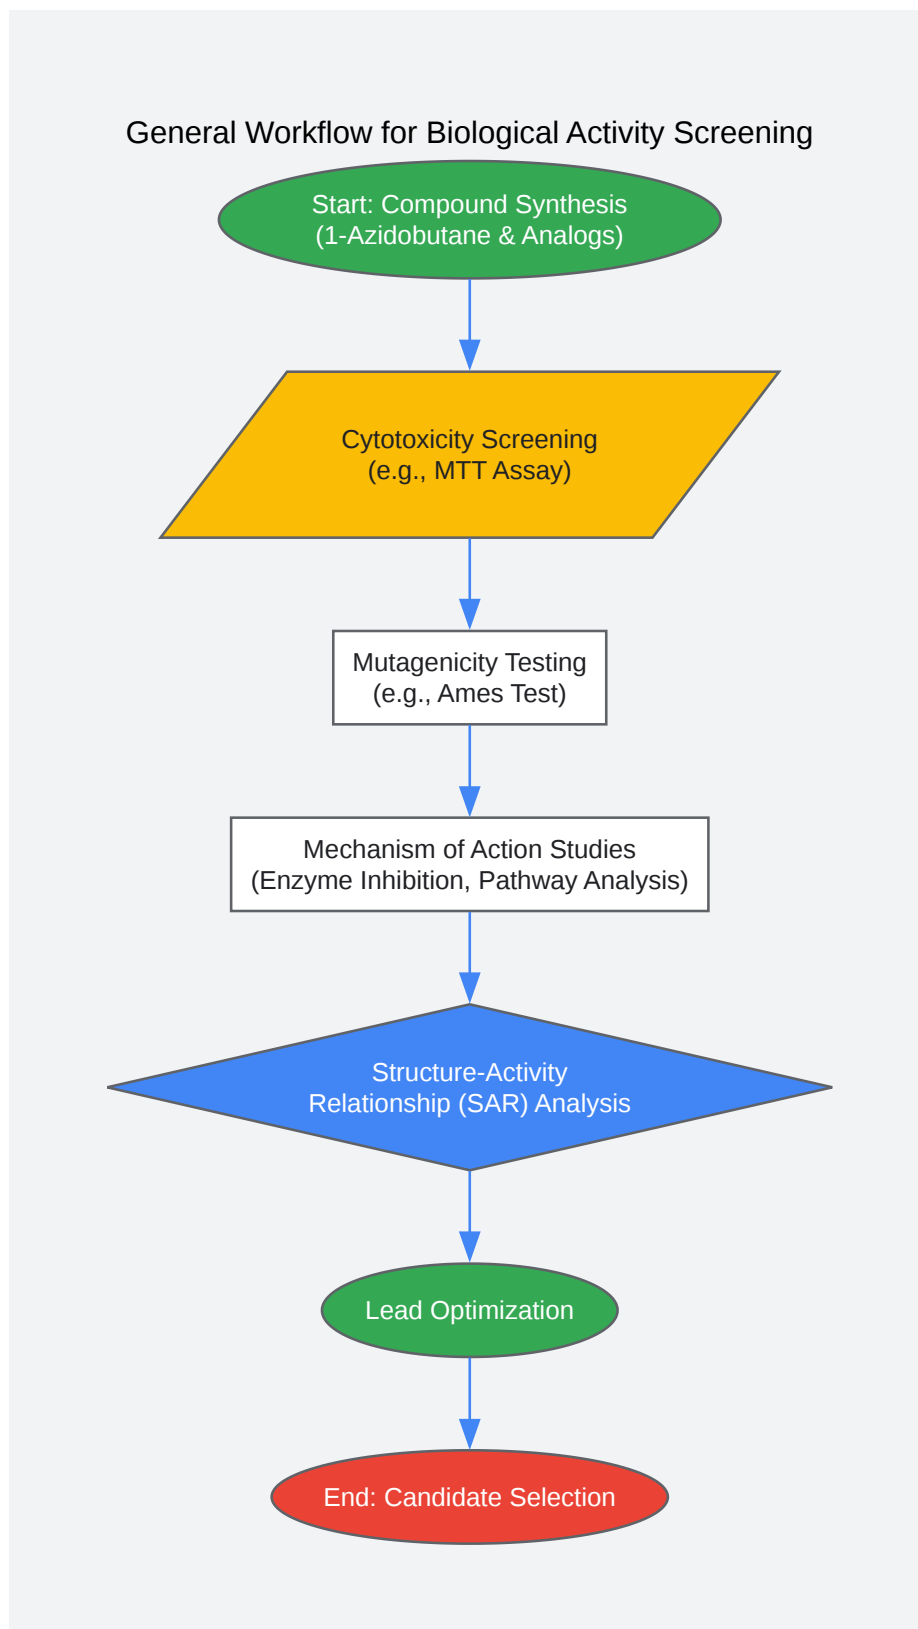 General Workflow for Biological Activity Screening
Start: Compound Synthesis
(1-Azidobutane & Analogs)
Cytotoxicity Screening
(e.g., MTT Assay)
Mutagenicity Testing
(e.g., Ames Test)
Mechanism of Action Studies
(Enzyme Inhibition, Pathway Analysis)
Structure-Activity
Relationship (SAR) Analysis
Lead Optimization
End: Candidate Selection